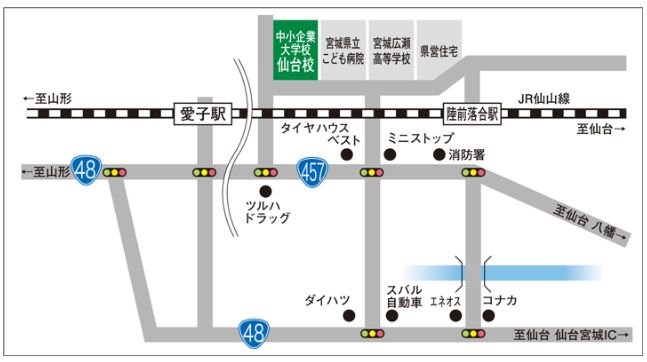 中小企業
大学校
仙台校
宮城県立
こども病院
宮城広瀬
高等学校
県営住宅
←至山形
愛子駅
陸前落合駅
JR仙山線
至仙台→
タイヤハウス
ベスト
ミニストップ
消防署
←至山形
48
457
ツルハ
ドラッグ
至仙台 八幡→
ダイハツ
スバル
自動車
エネオス
コナカ
48
至仙台 仙台宮城IC→